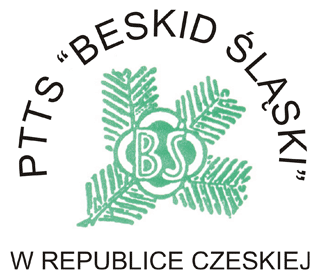 PTTS "BESKID ŚLĄSKI"
BS
W REPUBLICE CZESKIEJ